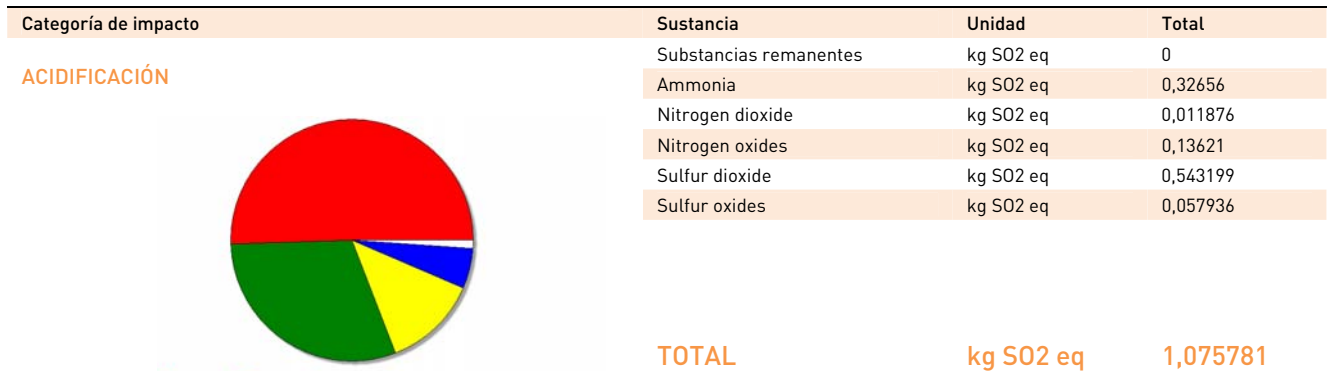 Categoría de impacto Sustancia Unidad Total
ACIDIFICACIÓN
Substancias remanentes kg SO2 eq 0
Ammonia kg SO2 eq 0,32656
Nitrogen dioxide kg SO2 eq 0,011876
Nitrogen oxides kg SO2 eq 0,13621
Sulfur dioxide kg SO2 eq 0,543199
Sulfur oxides kg SO2 eq 0,057936
TOTAL kg SO2 eq 1,075781